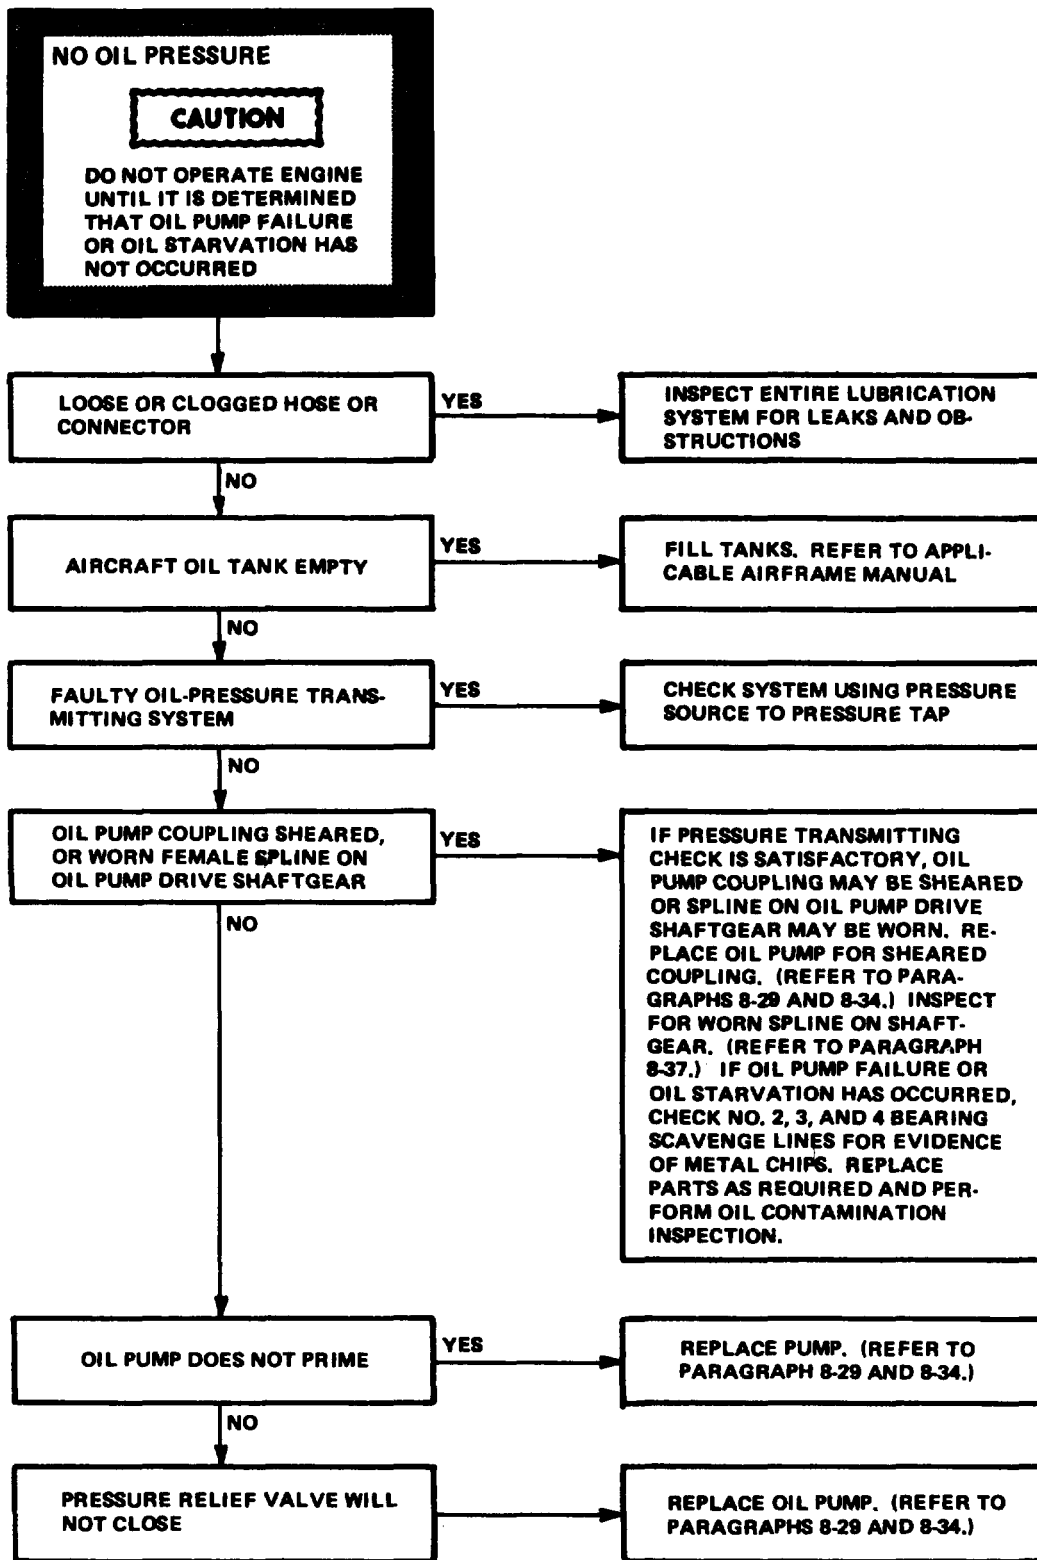 NO OIL PRESSURE
CAUTION
DO NOT OPERATE ENGINE
UNTIL IT IS DETERMINED
THAT OIL PUMP FAILURE
OR OIL STARVATION HAS
NOT OCCURRED
LOOSE OR CLOGGED HOSE OR
CONNECTOR
YES
INSPECT ENTIRE LUBRICATION
SYSTEM FOR LEAKS AND OB-
STRUCTIONS
NO
AIRCRAFT OIL TANK EMPTY
YES
FILL TANKS. REFER TO APPLI-
CABLE AIRFRAME MANUAL
NO
FAULTY OIL-PRESSURE TRANS-
MITTING SYSTEM
YES
CHECK SYSTEM USING PRESSURE
SOURCE TO PRESSURE TAP
NO
OIL PUMP COUPLING SHEARED,
OR WORN FEMALE SPLINE ON
OIL PUMP DRIVE SHAFTGEAR
YES
IF PRESSURE TRANSMITTING
CHECK IS SATISFACTORY, OIL
PUMP COUPLING MAY BE SHEARED
OR SPLINE ON OIL PUMP DRIVE
SHAFTGEAR MAY BE WORN. RE-
PLACE OIL PUMP FOR SHEARED
COUPLING. (REFER TO PARA-
GRAPHS 8-29 AND 8-34.) INSPECT
FOR WORN SPLINE ON SHAFT-
GEAR. (REFER TO PARAGRAPH
8-37.) IF OIL PUMP FAILURE OR
OIL STARVATION HAS OCCURRED,
CHECK NO. 2, 3, AND 4 BEARING
SCAVENGE LINES FOR EVIDENCE
OF METAL CHIPS. REPLACE
PARTS AS REQUIRED AND PER-
FORM OIL CONTAMINATION
INSPECTION.
NO
OIL PUMP DOES NOT PRIME
YES
REPLACE PUMP. (REFER TO
PARAGRAPH 8-29 AND 8-34.)
NO
PRESSURE RELIEF VALVE WILL
NOT CLOSE
REPLACE OIL PUMP. (REFER TO
PARAGRAPHS 8-29 AND 8-34.)